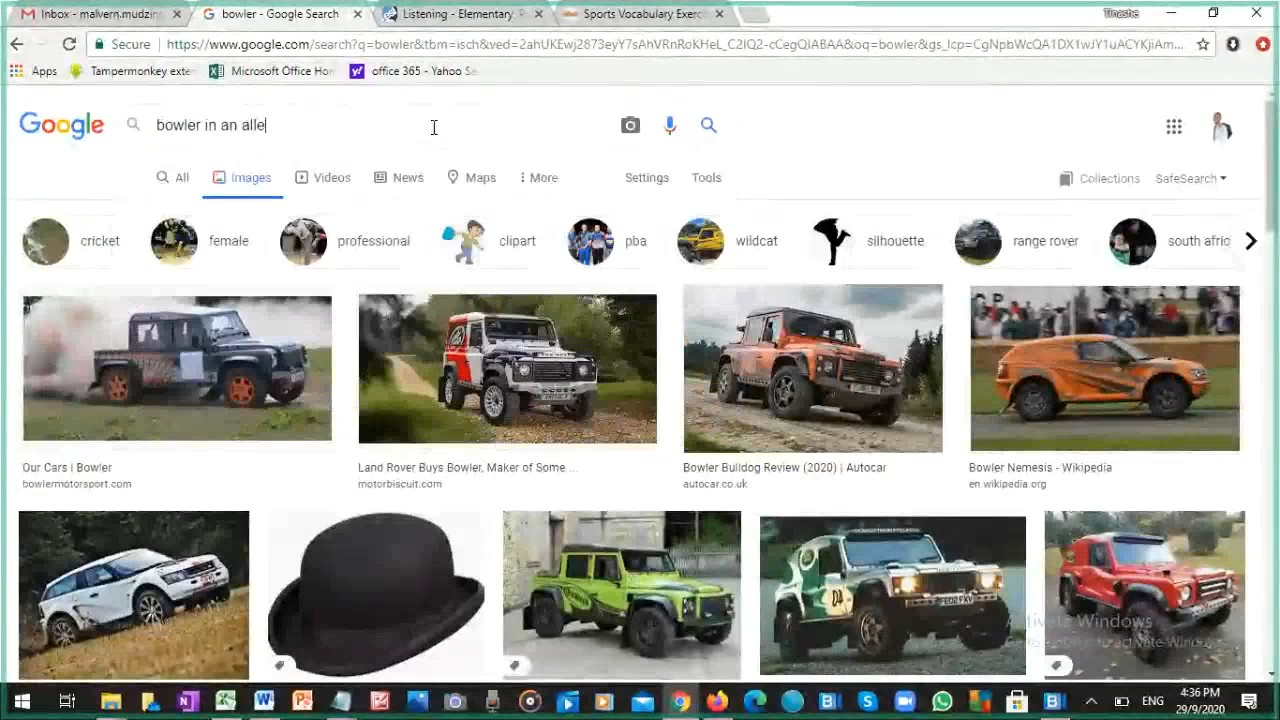 Inbox - malvern.mudzin
bowler - Google Search
Listening - Elementary
Sports Vocabulary Exerc
Tinashe
Secure
https://www.google.com/search?q=bowler&tbm=isch&ved=2ahUKEwj2873eyY7sAhVRnRoKHeL_C2IQ2-cCegQIABAA&oq=bowler&gs_lcp=CgNpbWcQA1DX1wJY1uACYKjiAm...
Apps
Tampermonkey exten
Microsoft Office Hon
office 365 - Yahoo Se
Google
bowler in an alle
All
Images
Videos
News
Maps
More
Settings
Tools
Collections
SafeSearch
cricket
female
professional
clipart
pba
wildcat
silhouette
range rover
south afric
Our Cars | Bowler
bowlermotorsport.com
Land Rover Buys Bowler, Maker of Some ...
motorbiscuit.com
Bowler Bulldog Review (2020) | Autocar
autocar.co.uk
Bowler Nemesis - Wikipedia
en.wikipedia.org
Activate Windows
ENG
4:36 PM
29/9/2020